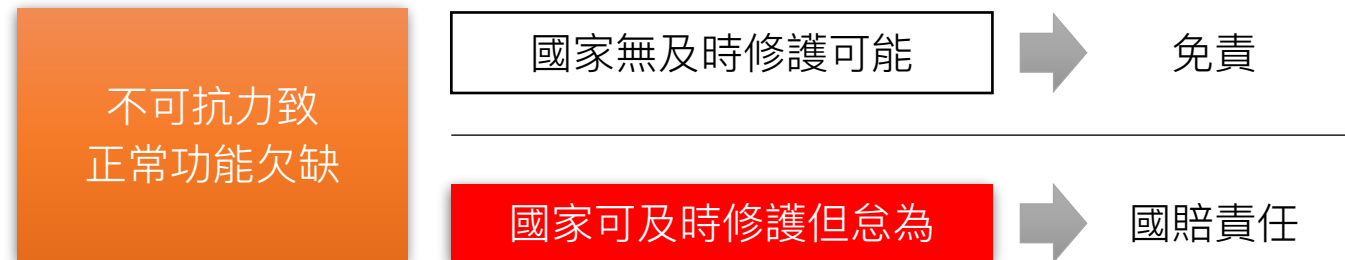 不可抗力致
正常功能欠缺
國家無及時修護可能
免責
國家可及時修護但怠為
國賠責任